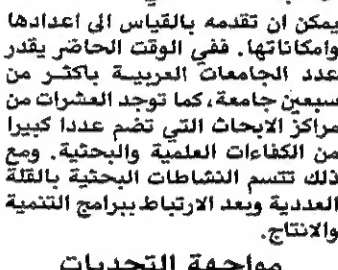 يمكن ان تقدمه بالقياس الى اعدادها
وامكاناتها. ففي الوقت الحاضر يقدر
عدد الجامعات العربية باكثر من
سبعين جامعة، كما توجد العشرات من
مراكز الابحاث التي تضم عددا كبيرا
من الكفاءات العلمية والبحثية. ومع
ذلك تتسم النشاطات البحثية بالقلة
العددية وبعد الارتباط ببرامج التنمية
والانتاج.
مواجهة التحديات